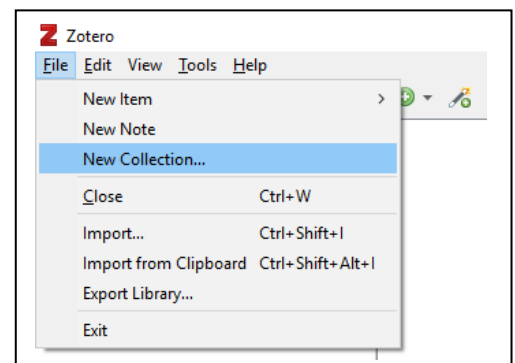 Zotero
File Edit View Tools Help
New Item
New Note
New Collection...
Close Ctrl+W
Import... Ctrl+Shift+I
Import from Clipboard Ctrl+Shift+Alt+I
Export Library...
Exit